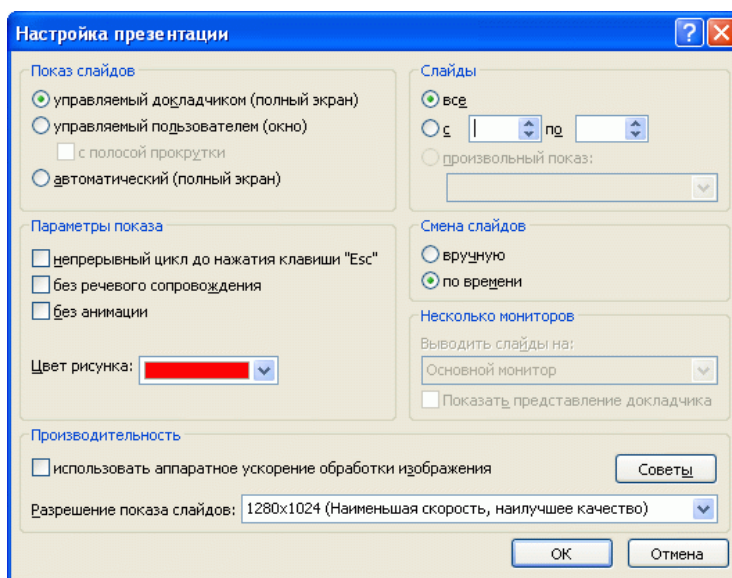 Настройка презентации
Показ слайдов
управляемый докладчиком (полный экран)
управляемый пользователем (окно)
с полосой прокрутки
автоматический (полный экран)
Слайды
все
с по
произвольный показ:
Параметры показа
непрерывный цикл до нажатия клавиши "Esc"
без речевого сопровождения
без анимации
Цвет рисунка:
Смена слайдов
вручную
по времени
Несколько мониторов
Выводить слайды на:
Основной монитор
Показать представление докладчика
Производительность
использовать аппаратное ускорение обработки изображения
Советы
Разрешение показа слайдов: 1280x1024 (Наименьшая скорость, наилучшее качество)
ОК Отмена